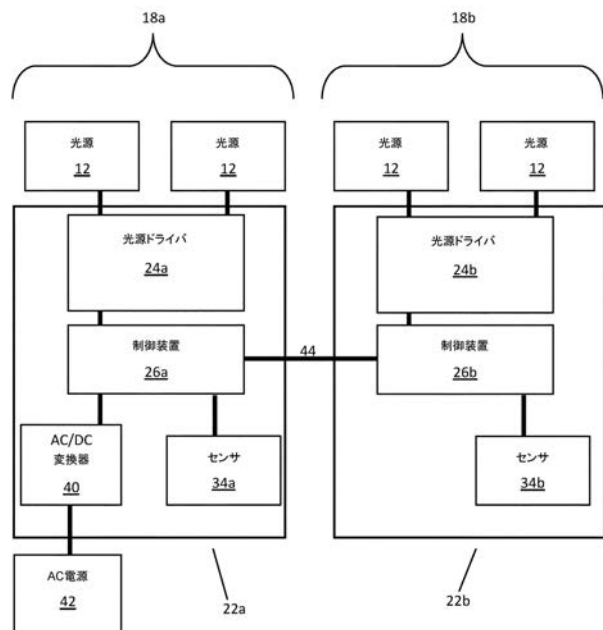 18a
18b
光源
12
光源
12
光源
12
光源
12
光源ドライバ
24a
光源ドライバ
24b
制御装置
26a
44
制御装置
26b
AC/DC
変換器
40
センサ
34a
センサ
34b
AC電源
42
22a
22b